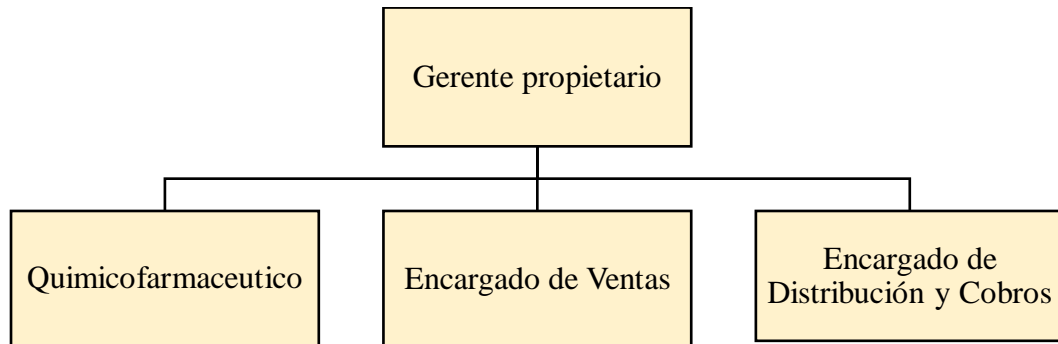 Gerente propietario
Quimicofarmaceutico
Encargado de Ventas
Encargado de
Distribución y Cobros